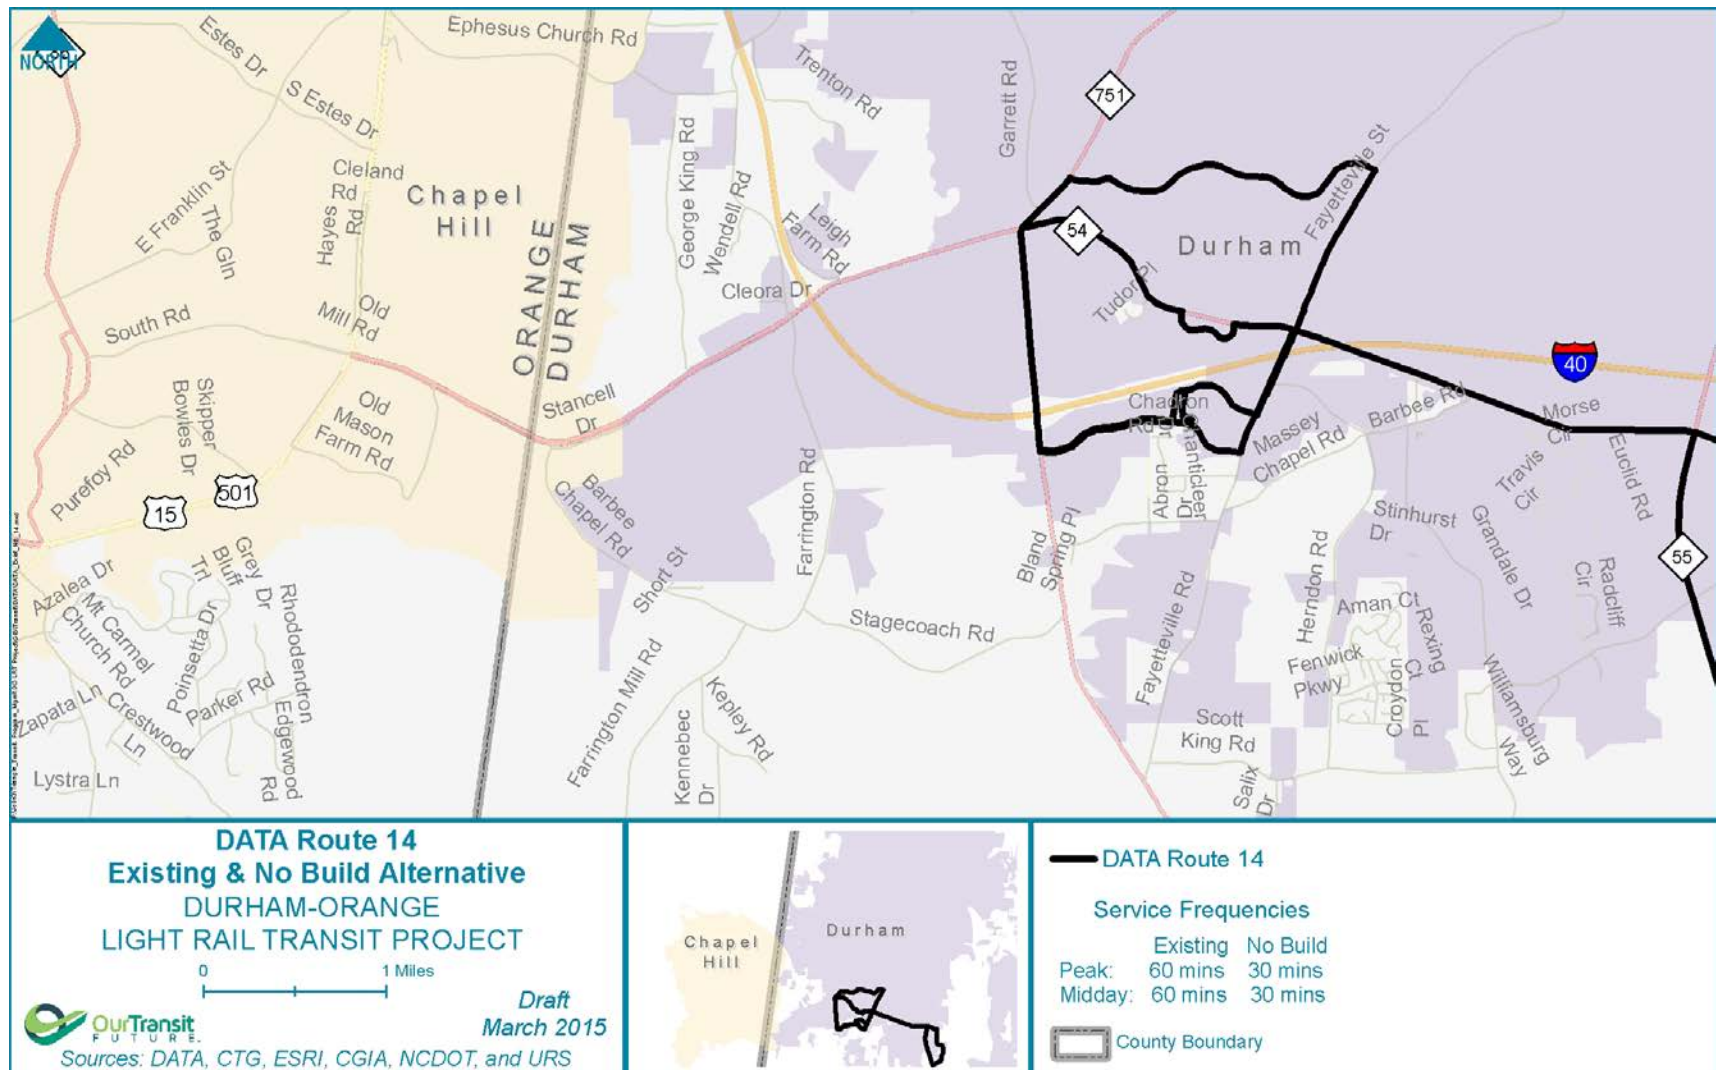 NORTH
Estes Dr
S Estes Dr
Ephesus Church Rd
Trenton Rd
Garrett Rd
751
Fayetteville St
Cleland
Rd
Hayes Rd
Chapel
Hill
E Franklin St
The Gln
George King Rd
Wendell Rd
Leigh
Farm Rd
54
Durham
ORANGE
DURHAM
Cleora Dr
Tudor Pl
South Rd
Old
Mill Rd
40
Skipper
Bowles Dr
Old
Mason
Farm Rd
Stancell
Dr
Chadron
Rd
Chanticleer
Dr
Abron
Dr
Massey
Chapel Rd
Barbee Rd
Morse
Cir
Travis
Cir
Euclid Rd
Purefoy Rd
15
501
Barbee
Chapel Rd
Farrington Rd
Bland
Spring Pl
Stinhurst
Dr
Grandale Dr
55
Radcliff
Cir
Azalea Dr
Mt Carmel
Church Rd
Bluff
Trl
Grey
Dr
Rhododendron
Poinsetta Dr
Short St
Stagecoach Rd
Fayetteville Rd
Herndon Rd
Aman Ct
Rexing
Ct
Fenwick
Pkwy
Croydon
Pl
Williamsburg
Way
Zapata Ln
Crestwood
Ln
Parker Rd
Edgewood
Rd
Farrington Mill Rd
Kennebec
Dr
Kepley Rd
Scott
King Rd
Salix
Dr
Lystra Ln
DATA Route 14
Existing & No Build Alternative
DURHAM-ORANGE
LIGHT RAIL TRANSIT PROJECT
0 1 Miles
Draft
March 2015
OurTransit
FUTURE
Sources: DATA, CTG, ESRI, CGIA, NCDOT, and URS
Chapel
Hill
Durham
DATA Route 14
Service Frequencies
Existing No Build
Peak: 60 mins 30 mins
Midday: 60 mins 30 mins
County Boundary